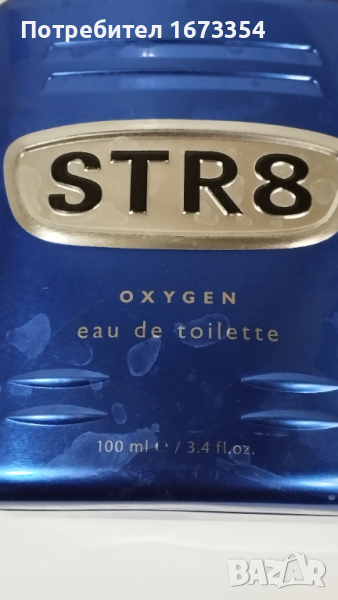 Потребител 1673354
STR8
OXYGEN
eau de toilette
100 ml ℮ / 3.4 fl.oz.
BAZAR